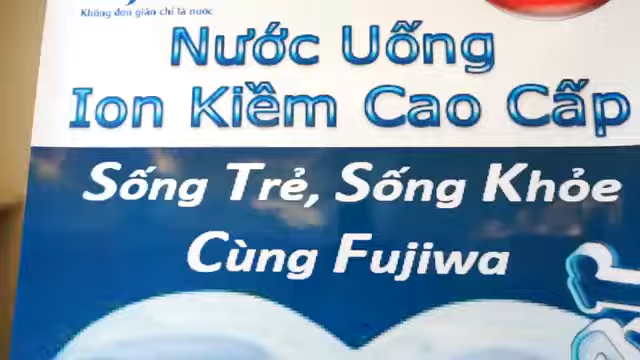 Không đơn giản chỉ là nước
Nước Uống
Ion Kiềm Cao Cấp
Sống Trẻ, Sống Khỏe
Cùng Fujiwa